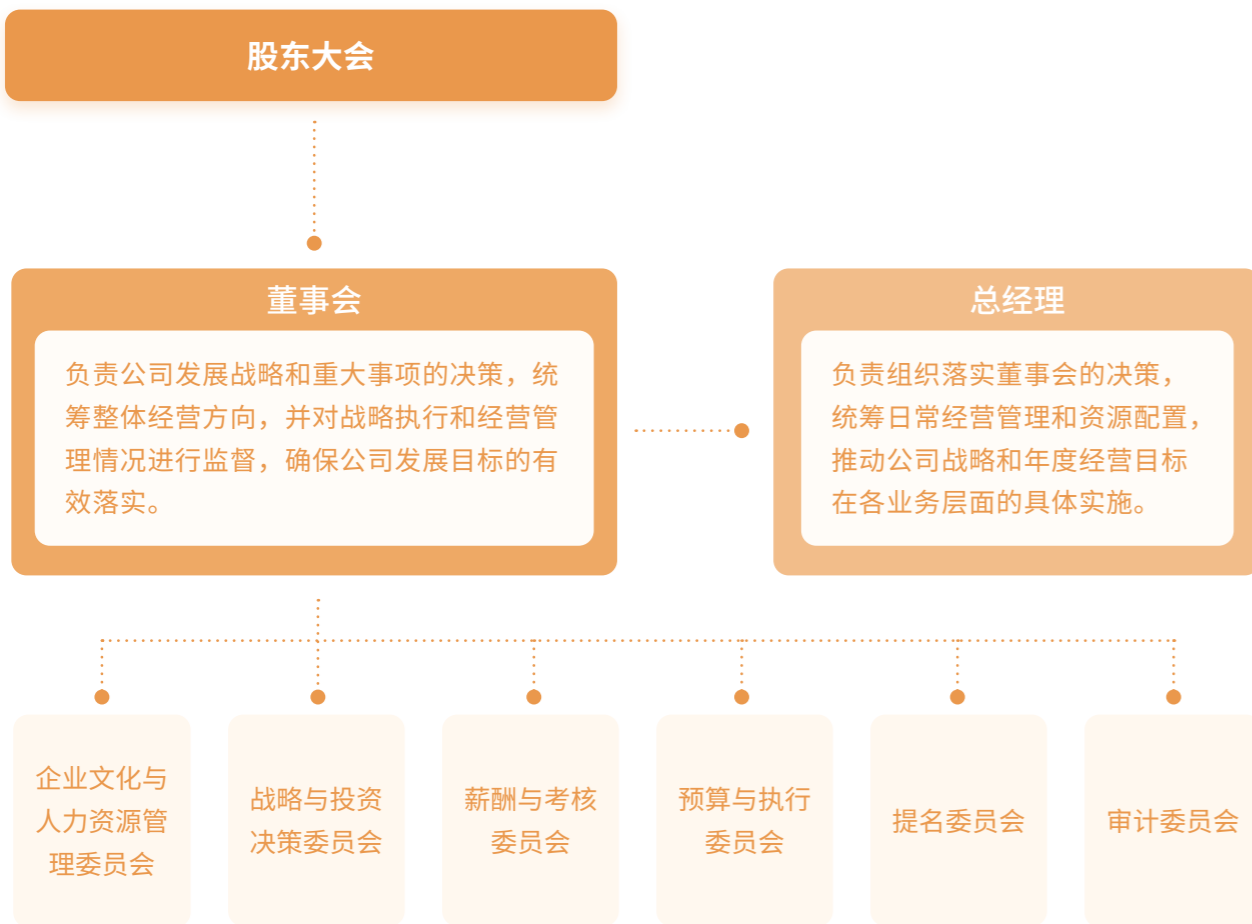 股东大会
董事会
负责公司发展战略和重大事项的决策，统
筹整体经营方向，并对战略执行和经营管
理情况进行监督，确保公司发展目标的有
效落实。
总经理
负责组织落实董事会的决策，
统筹日常经营管理和资源配置，
推动公司战略和年度经营目标
在各业务层面的具体实施。
企业文化与
人力资源管
理委员会
战略与投资
决策委员会
薪酬与考核
委员会
预算与执行
委员会
提名委员会
审计委员会